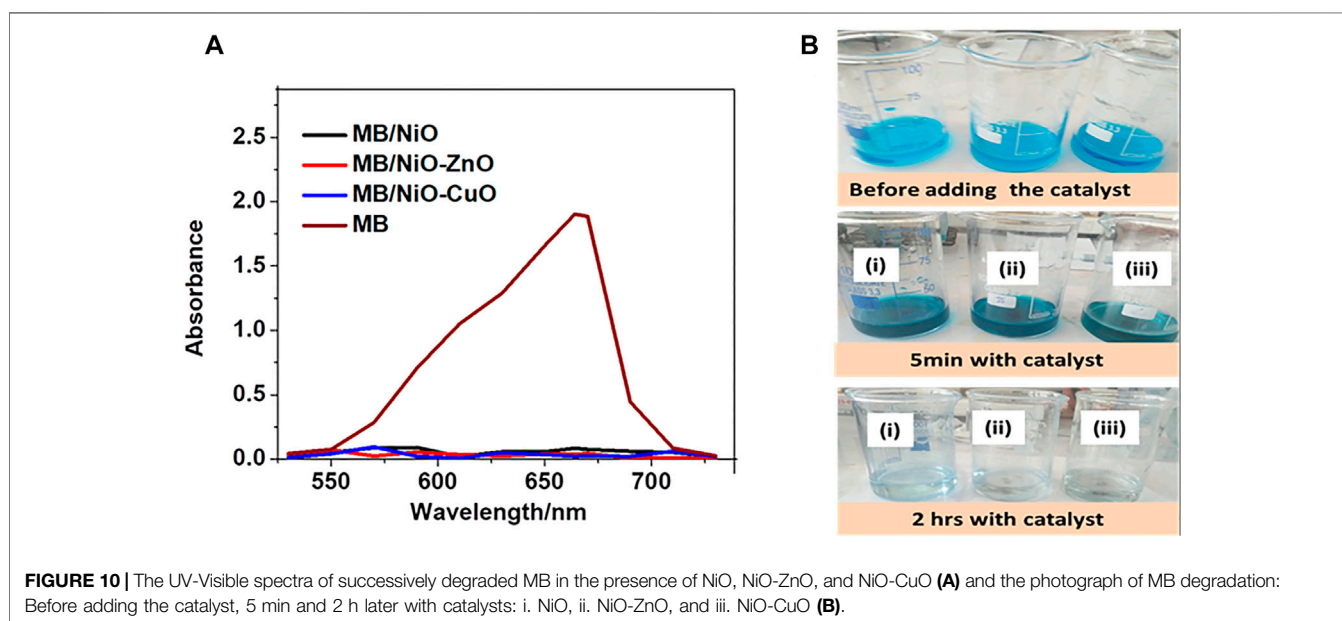 A
B
2.5
2.0
1.5
1.0
0.5
0.0
Absorbance
MB/NiO
MB/NiO-ZnO
MB/NiO-CuO
MB
550 600 650 700
Wavelength/nm
100
75
Before adding the catalyst
(i) (ii) (iii)
75
50
5min with catalyst
(i) (ii) (iii)
2 hrs with catalyst
FIGURE 10 | The UV-Visible spectra of successively degraded MB in the presence of NiO, NiO-ZnO, and NiO-CuO (A) and the photograph of MB degradation:
Before adding the catalyst, 5 min and 2 h later with catalysts: i. NiO, ii. NiO-ZnO, and iii. NiO-CuO (B).